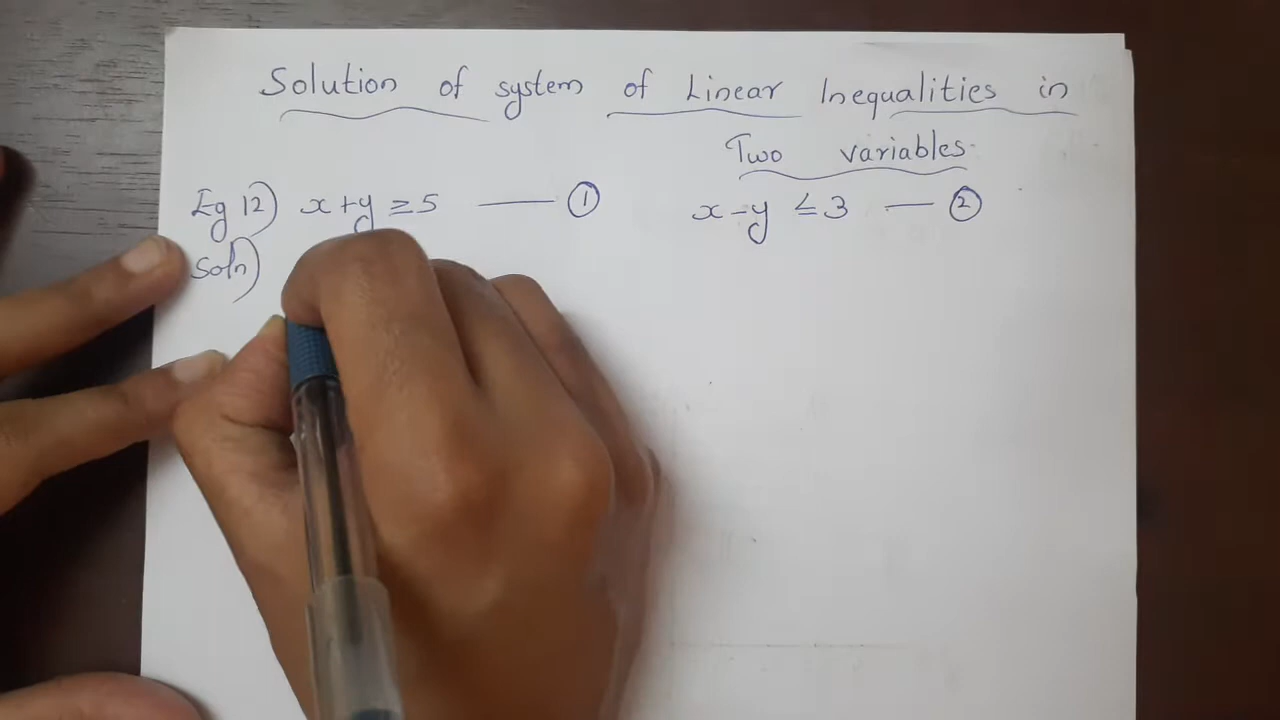 Solution of system of Linear Inequalities in
Two variables
Eg 12) x+y ≥ 5 —— ① x-y ≤ 3 —— ②
Soln)